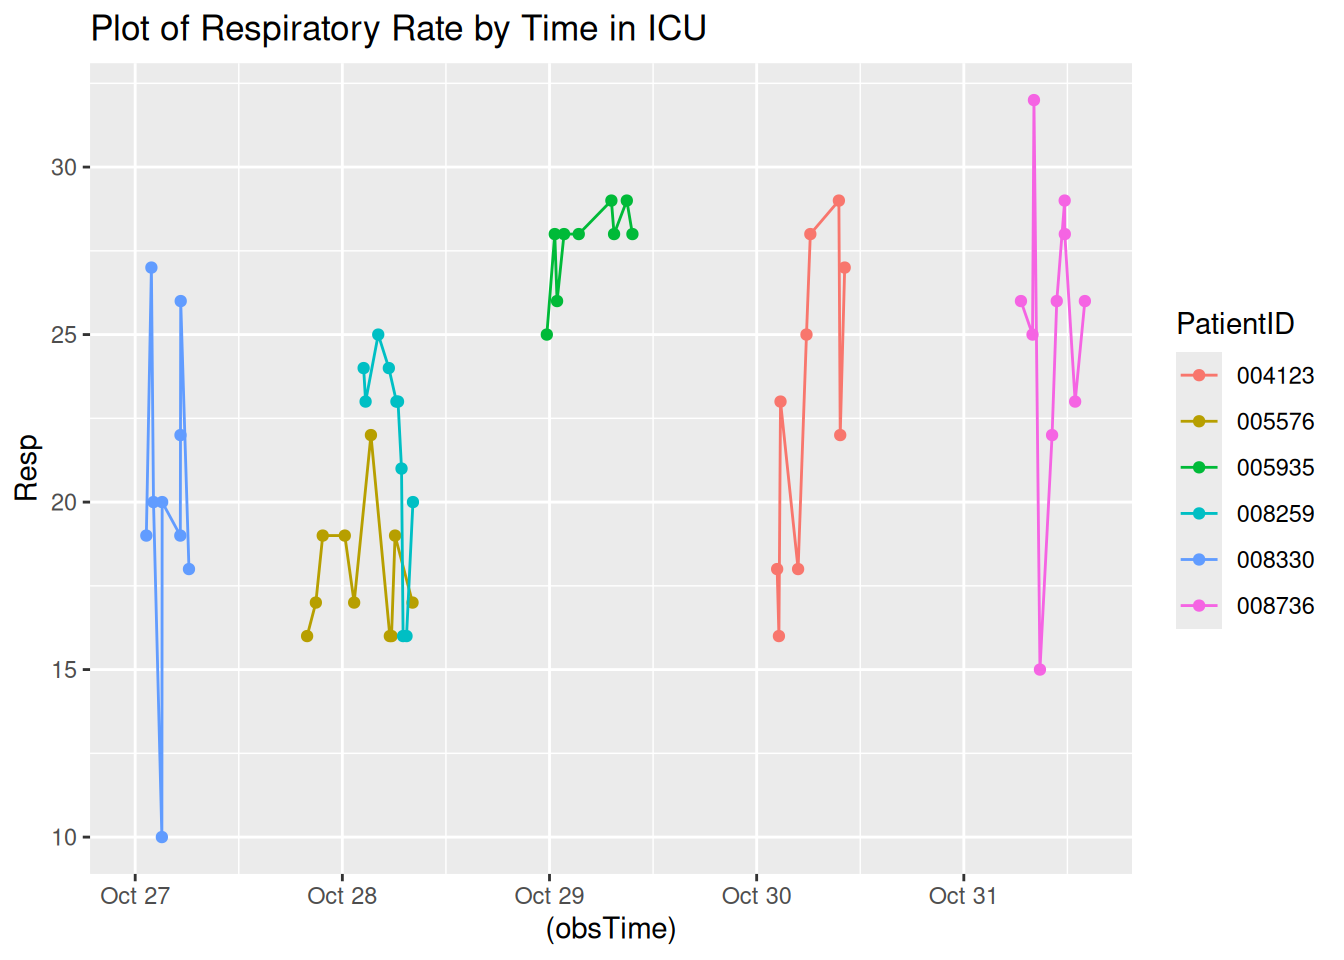 Plot of Respiratory Rate by Time in ICU
Resp
30
25
20
15
10
Oct 27
Oct 28
Oct 29
Oct 30
Oct 31
(obsTime)
PatientID
004123
005576
005935
008259
008330
008736